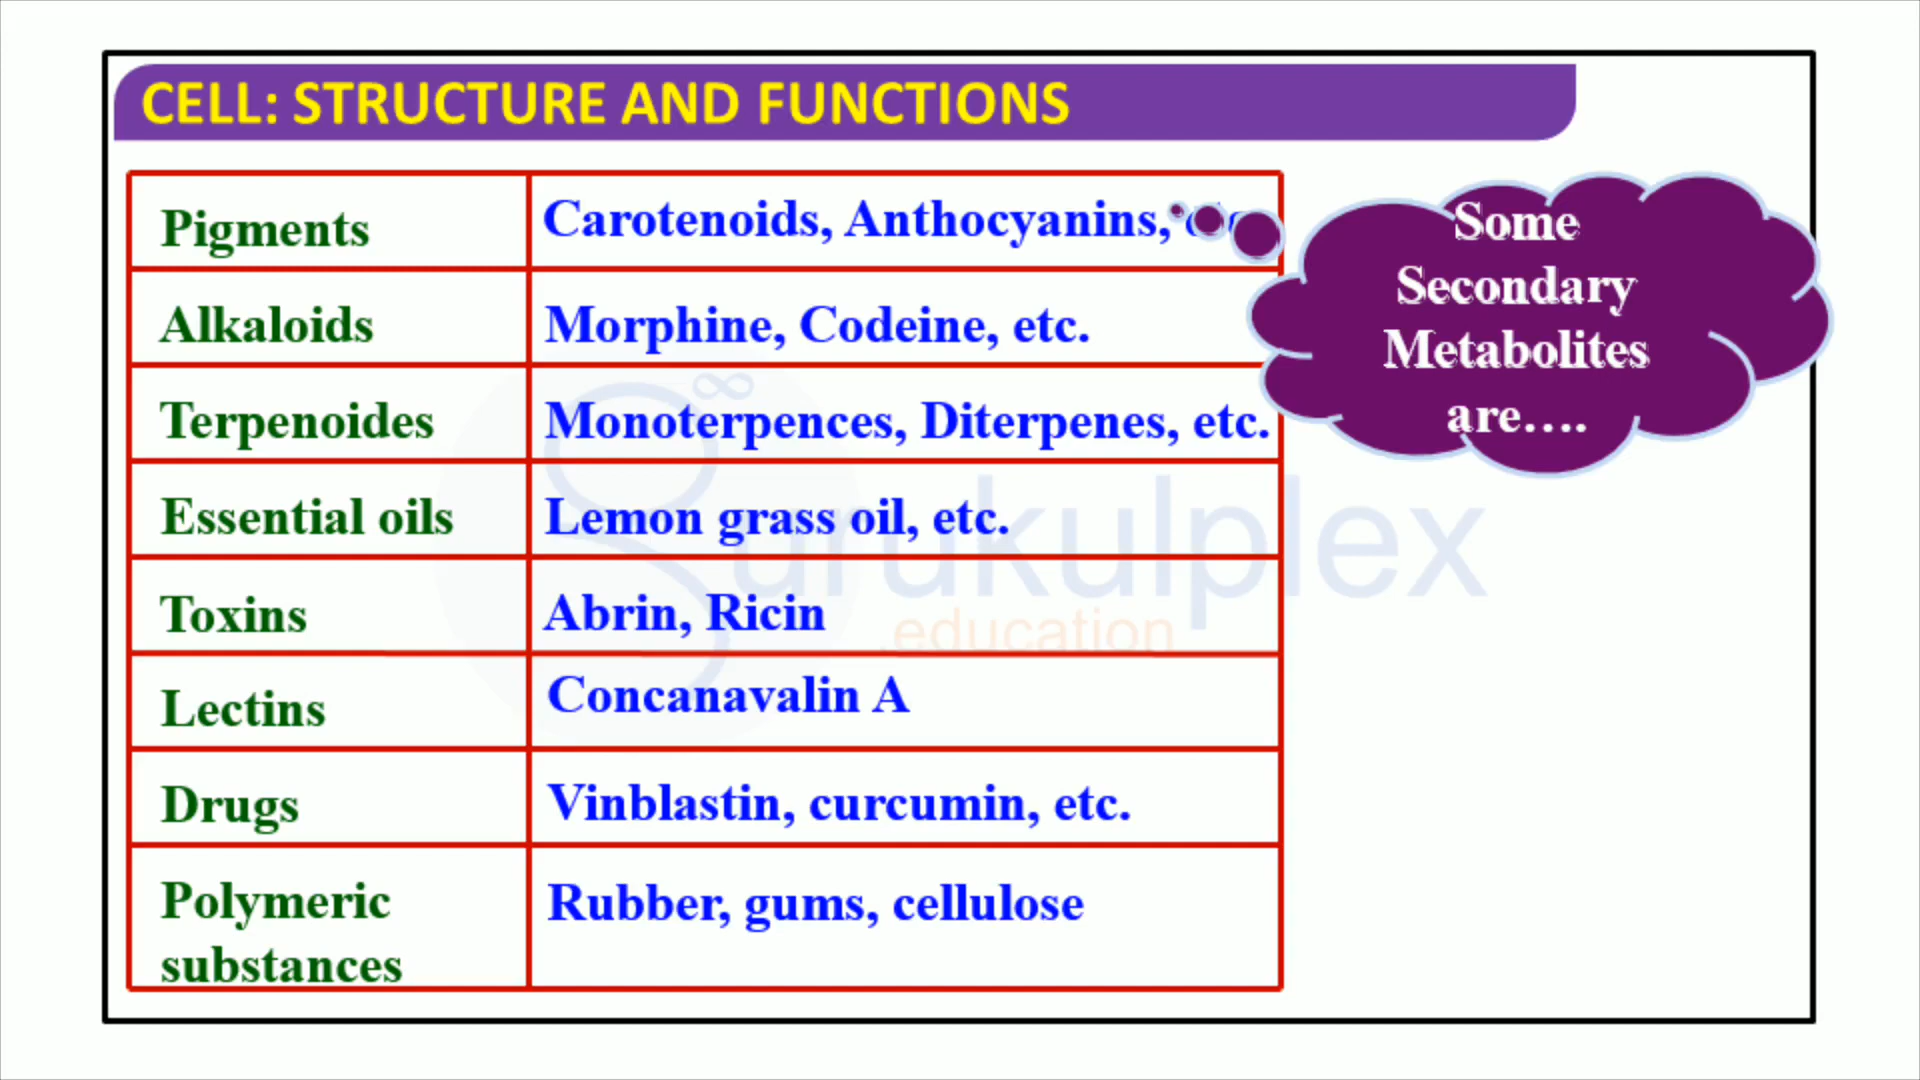 CELL: STRUCTURE AND FUNCTIONS
Pigments Carotenoids, Anthocyanins,
Alkaloids Morphine, Codeine, etc.
Terpenoides Monoterpences, Diterpenes, etc.
Essential oils Lemon grass oil, etc.
Toxins Abrin, Ricin
Lectins Concanavalin A
Drugs Vinblastin, curcumin, etc.
Polymeric substances Rubber, gums, cellulose
Some
Secondary
Metabolites
are....
Gurukulplex
.education